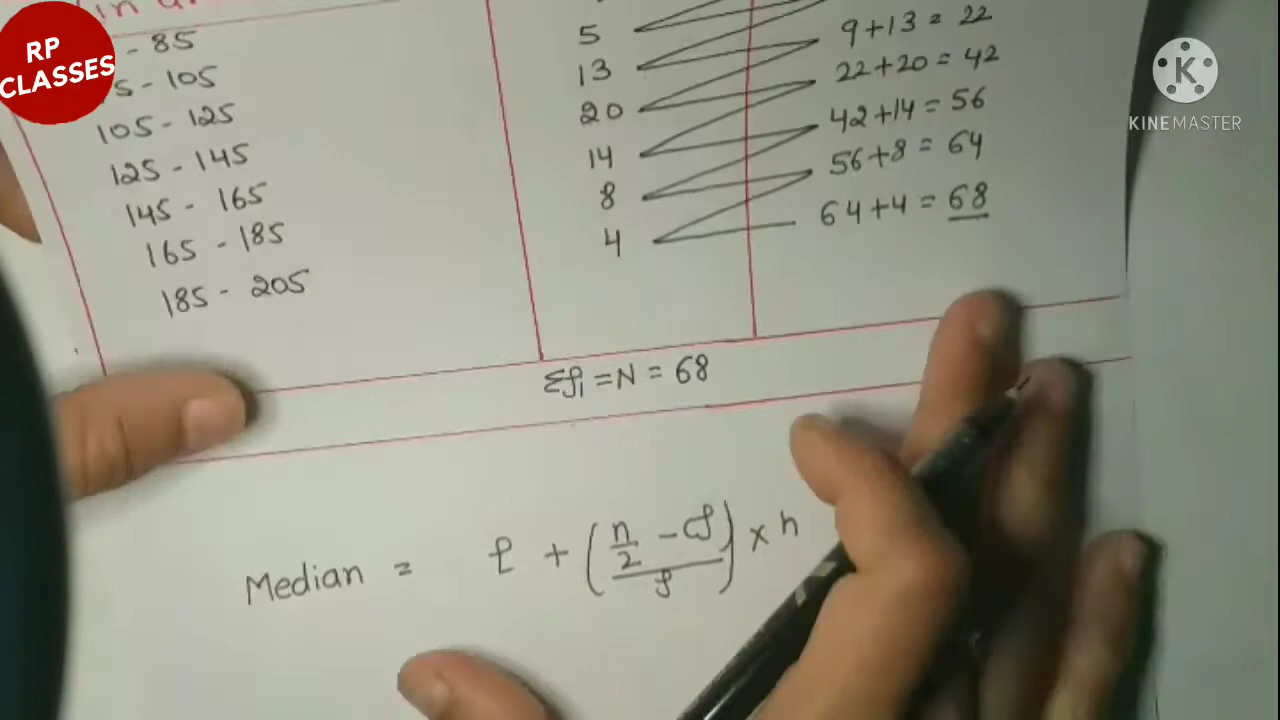 RP
CLASSES
KINEMASTER
- 85
5 - 105
105 - 125
125 - 145
145 - 165
165 - 185
185 - 205
5
13
20
14
8
4
9+13 = 22
22+20 = 42
42+14 = 56
56+8 = 64
64+4 = 68
Σfi = N = 68
Median = l + (n/2 - cf / f) × h